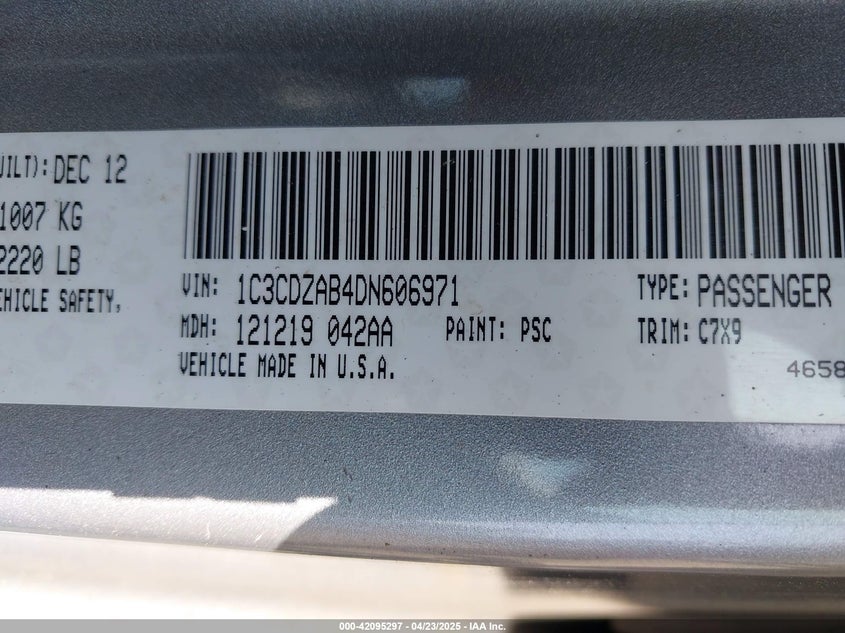 UILT): DEC 12
1007 KG
2220 LB
EHICLE SAFETY,
VIN: 1C3CDZAB4DN606971 TYPE: PASSENGER
MDH: 121219 042AA PAINT: PSC TRIM: C7X9
VEHICLE MADE IN U.S.A.
4658
000-42095297 - 04/23/2025 - IAA Inc.